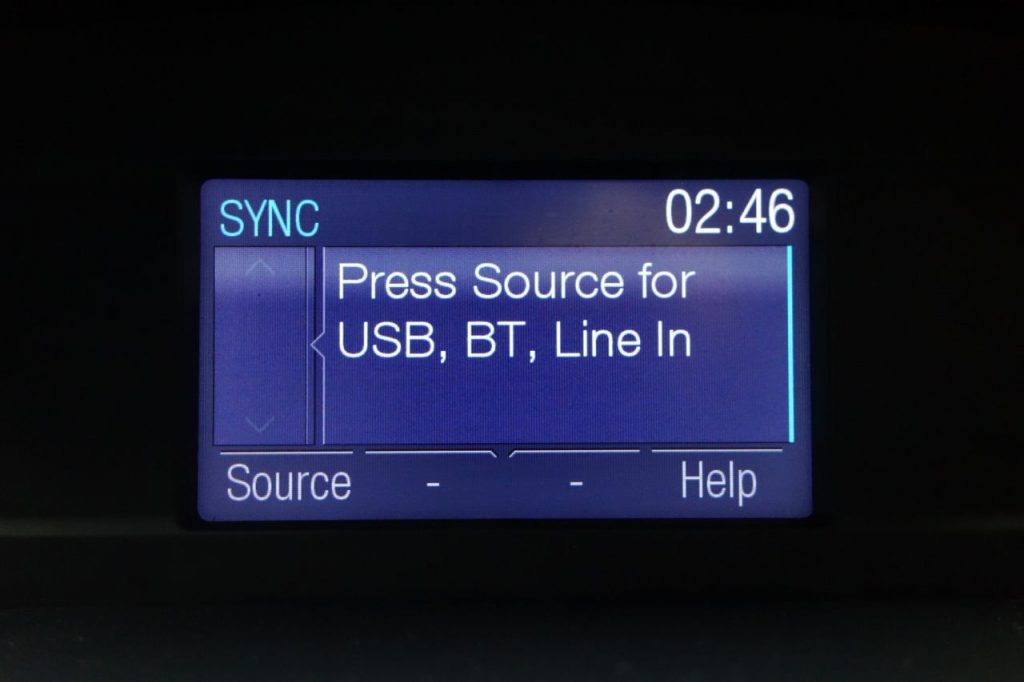 SYNC 02:46
Press Source for
USB, BT, Line In
Source - - Help